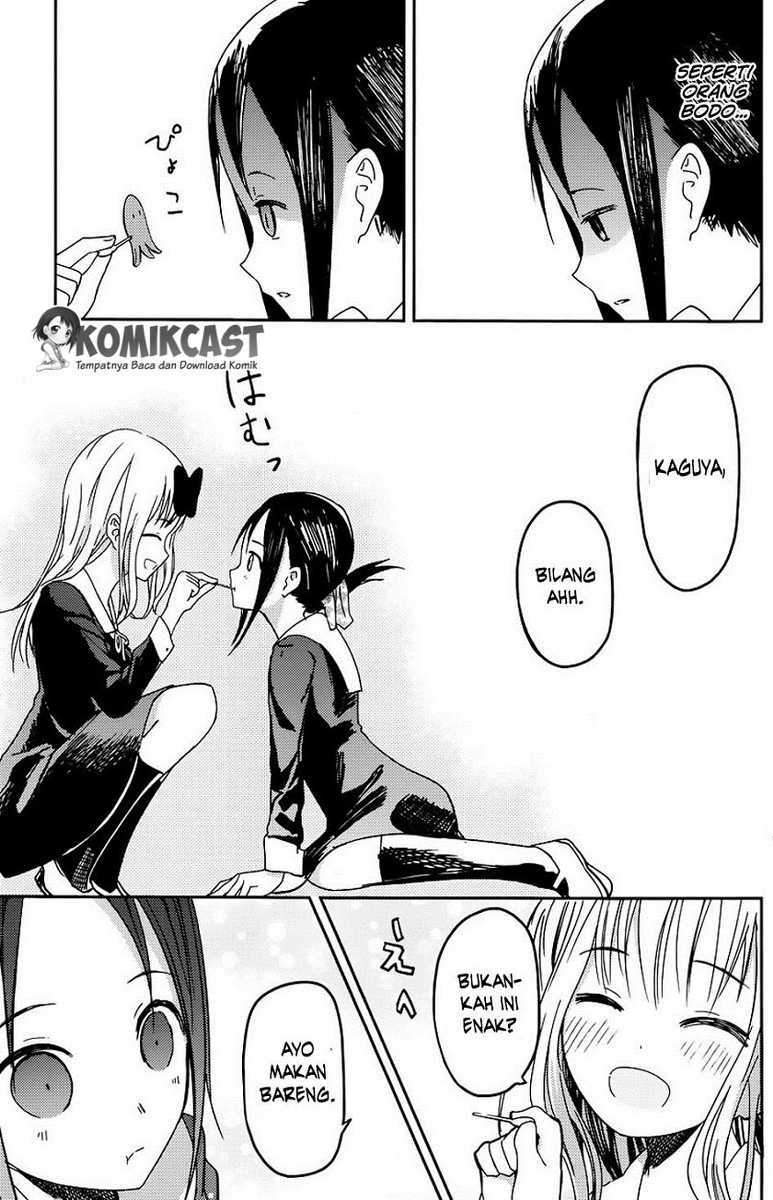 SEPERTI
ORANG
BODO...
ぴょこ
KOMIKCAST
Tempatnya Baca dan Download Komik
KAGUYA,
BILANG
AHH.
はむっ
BUKAN-
KAH INI
ENAK?
えへ
AYO
MAKAN
BARENG.